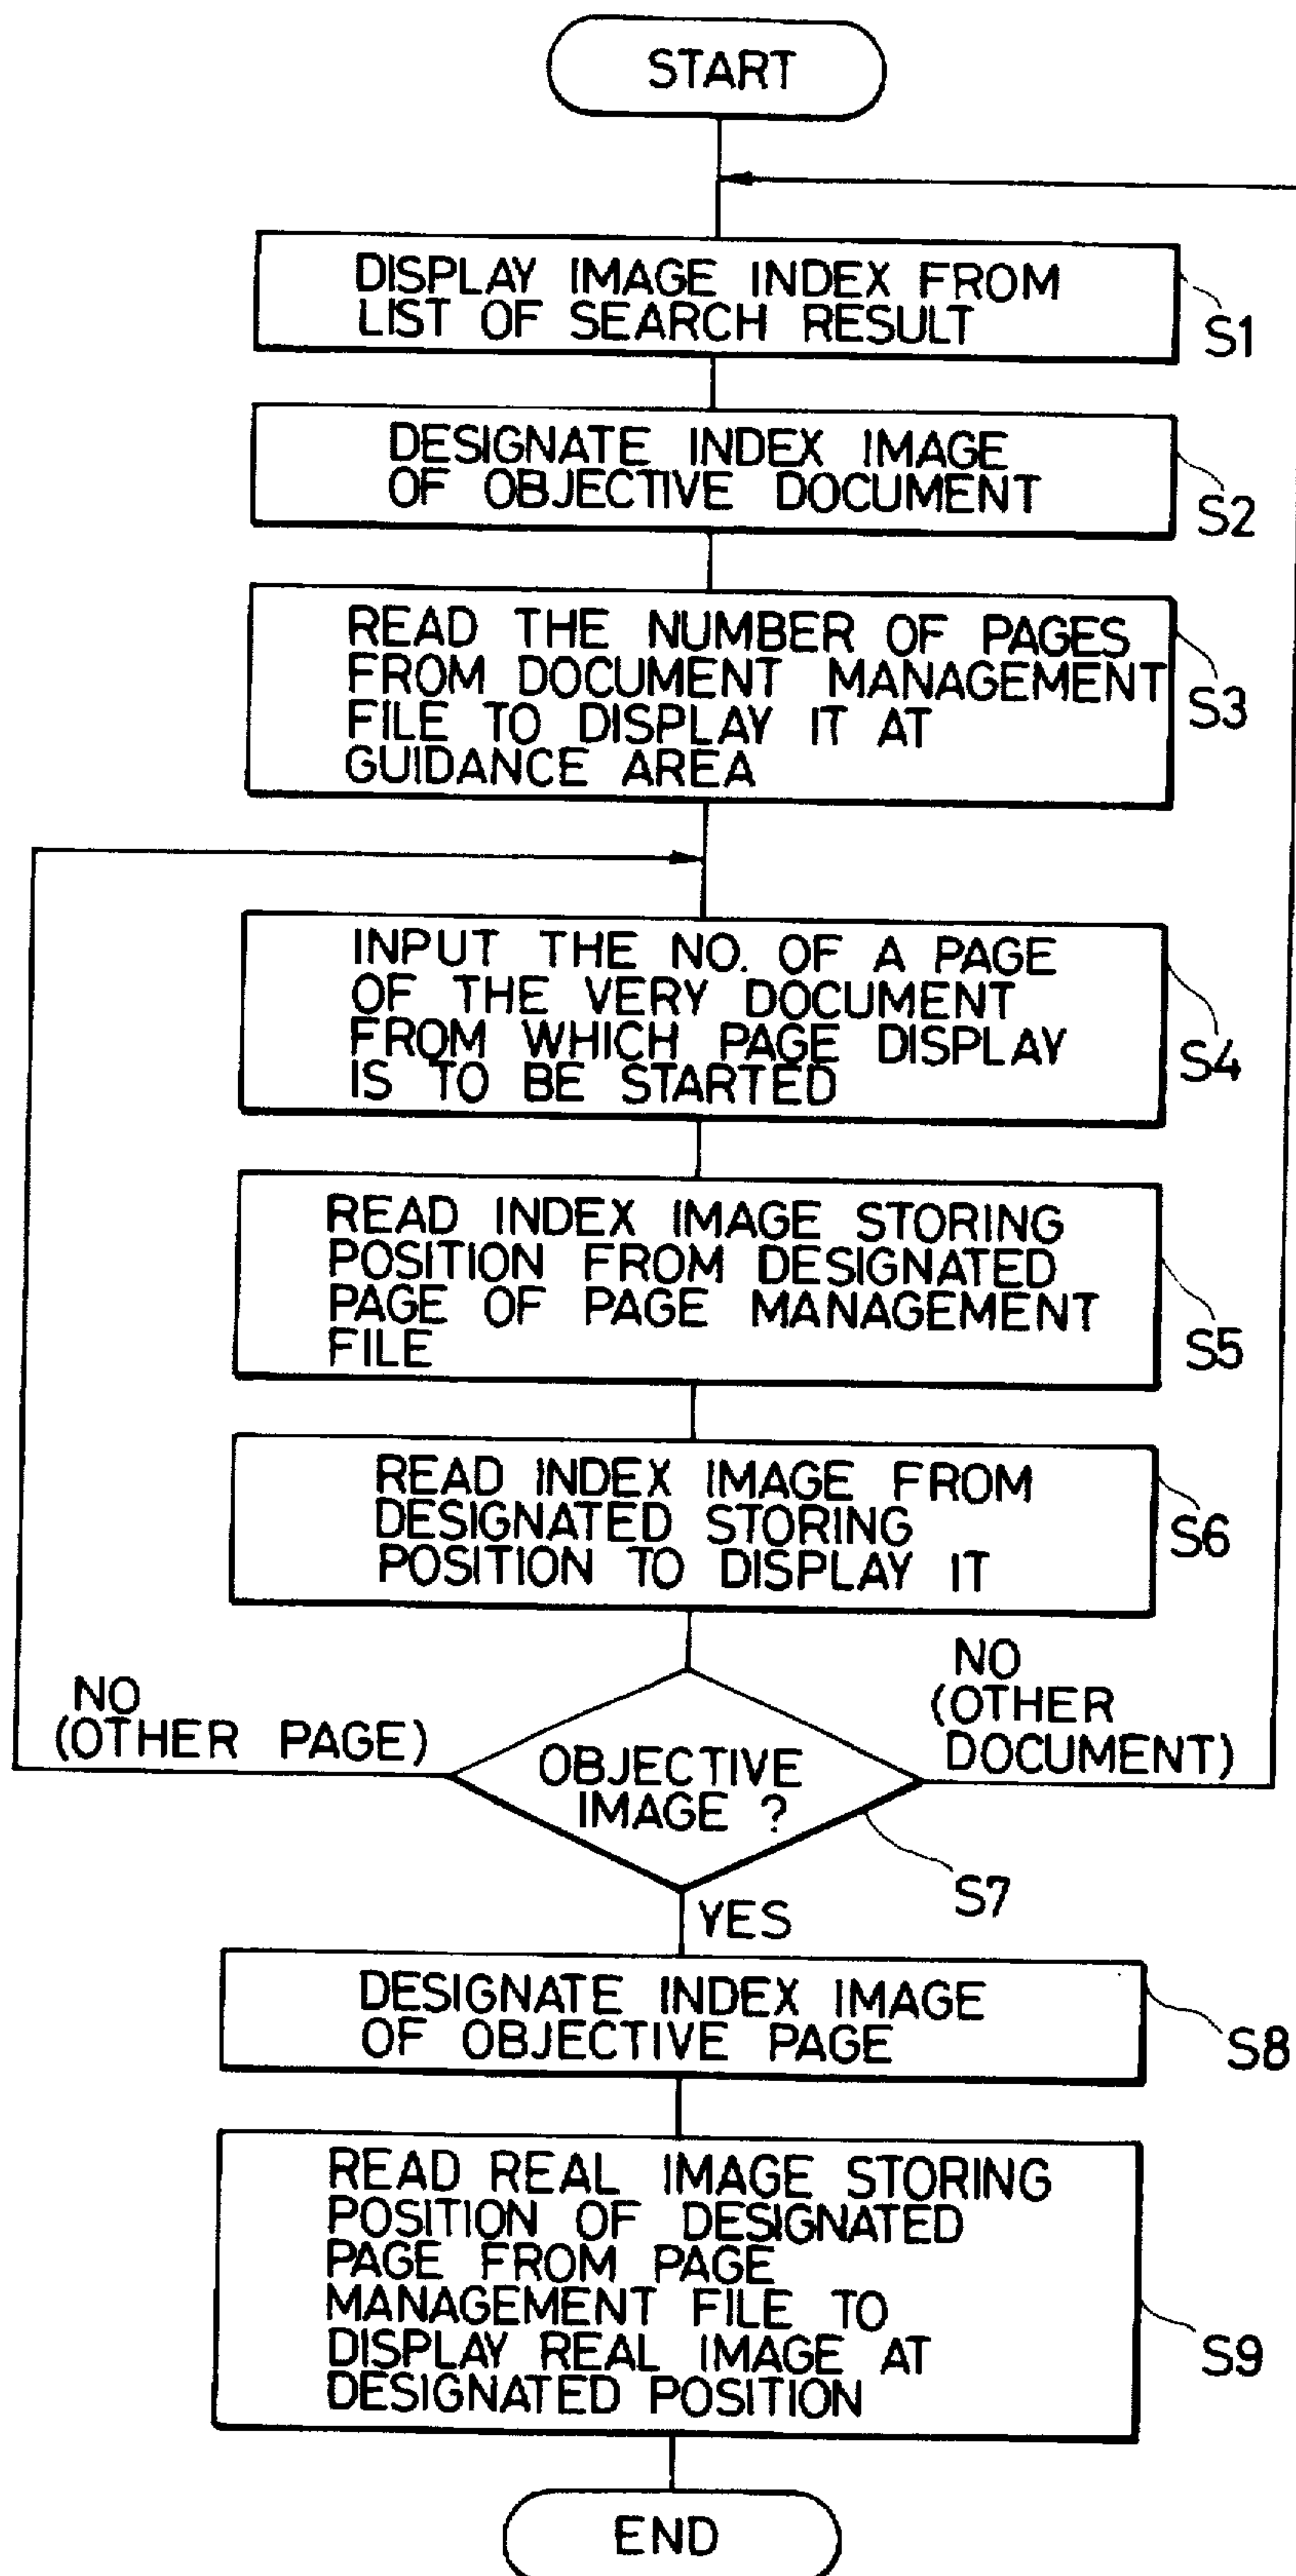 START
DISPLAY IMAGE INDEX FROM
LIST OF SEARCH RESULT
S1
DESIGNATE INDEX IMAGE
OF OBJECTIVE DOCUMENT
S2
READ THE NUMBER OF PAGES
FROM DOCUMENT MANAGEMENT
FILE TO DISPLAY IT AT
GUIDANCE AREA
S3
INPUT THE NO. OF A PAGE
OF THE VERY DOCUMENT
FROM WHICH PAGE DISPLAY
IS TO BE STARTED
S4
READ INDEX IMAGE STORING
POSITION FROM DESIGNATED
PAGE OF PAGE MANAGEMENT
FILE
S5
READ INDEX IMAGE FROM
DESIGNATED STORING
POSITION TO DISPLAY IT
S6
NO
(OTHER PAGE)
NO
(OTHER
DOCUMENT)
OBJECTIVE
IMAGE ?
S7
YES
DESIGNATE INDEX IMAGE
OF OBJECTIVE PAGE
S8
READ REAL IMAGE STORING
POSITION OF DESIGNATED
PAGE FROM PAGE
MANAGEMENT FILE TO
DISPLAY REAL IMAGE AT
DESIGNATED POSITION
S9
END